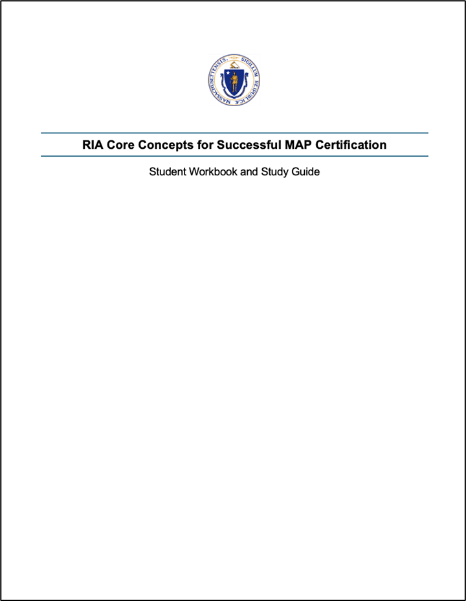 RIA Core Concepts for Successful MAP Certification
Student Workbook and Study Guide